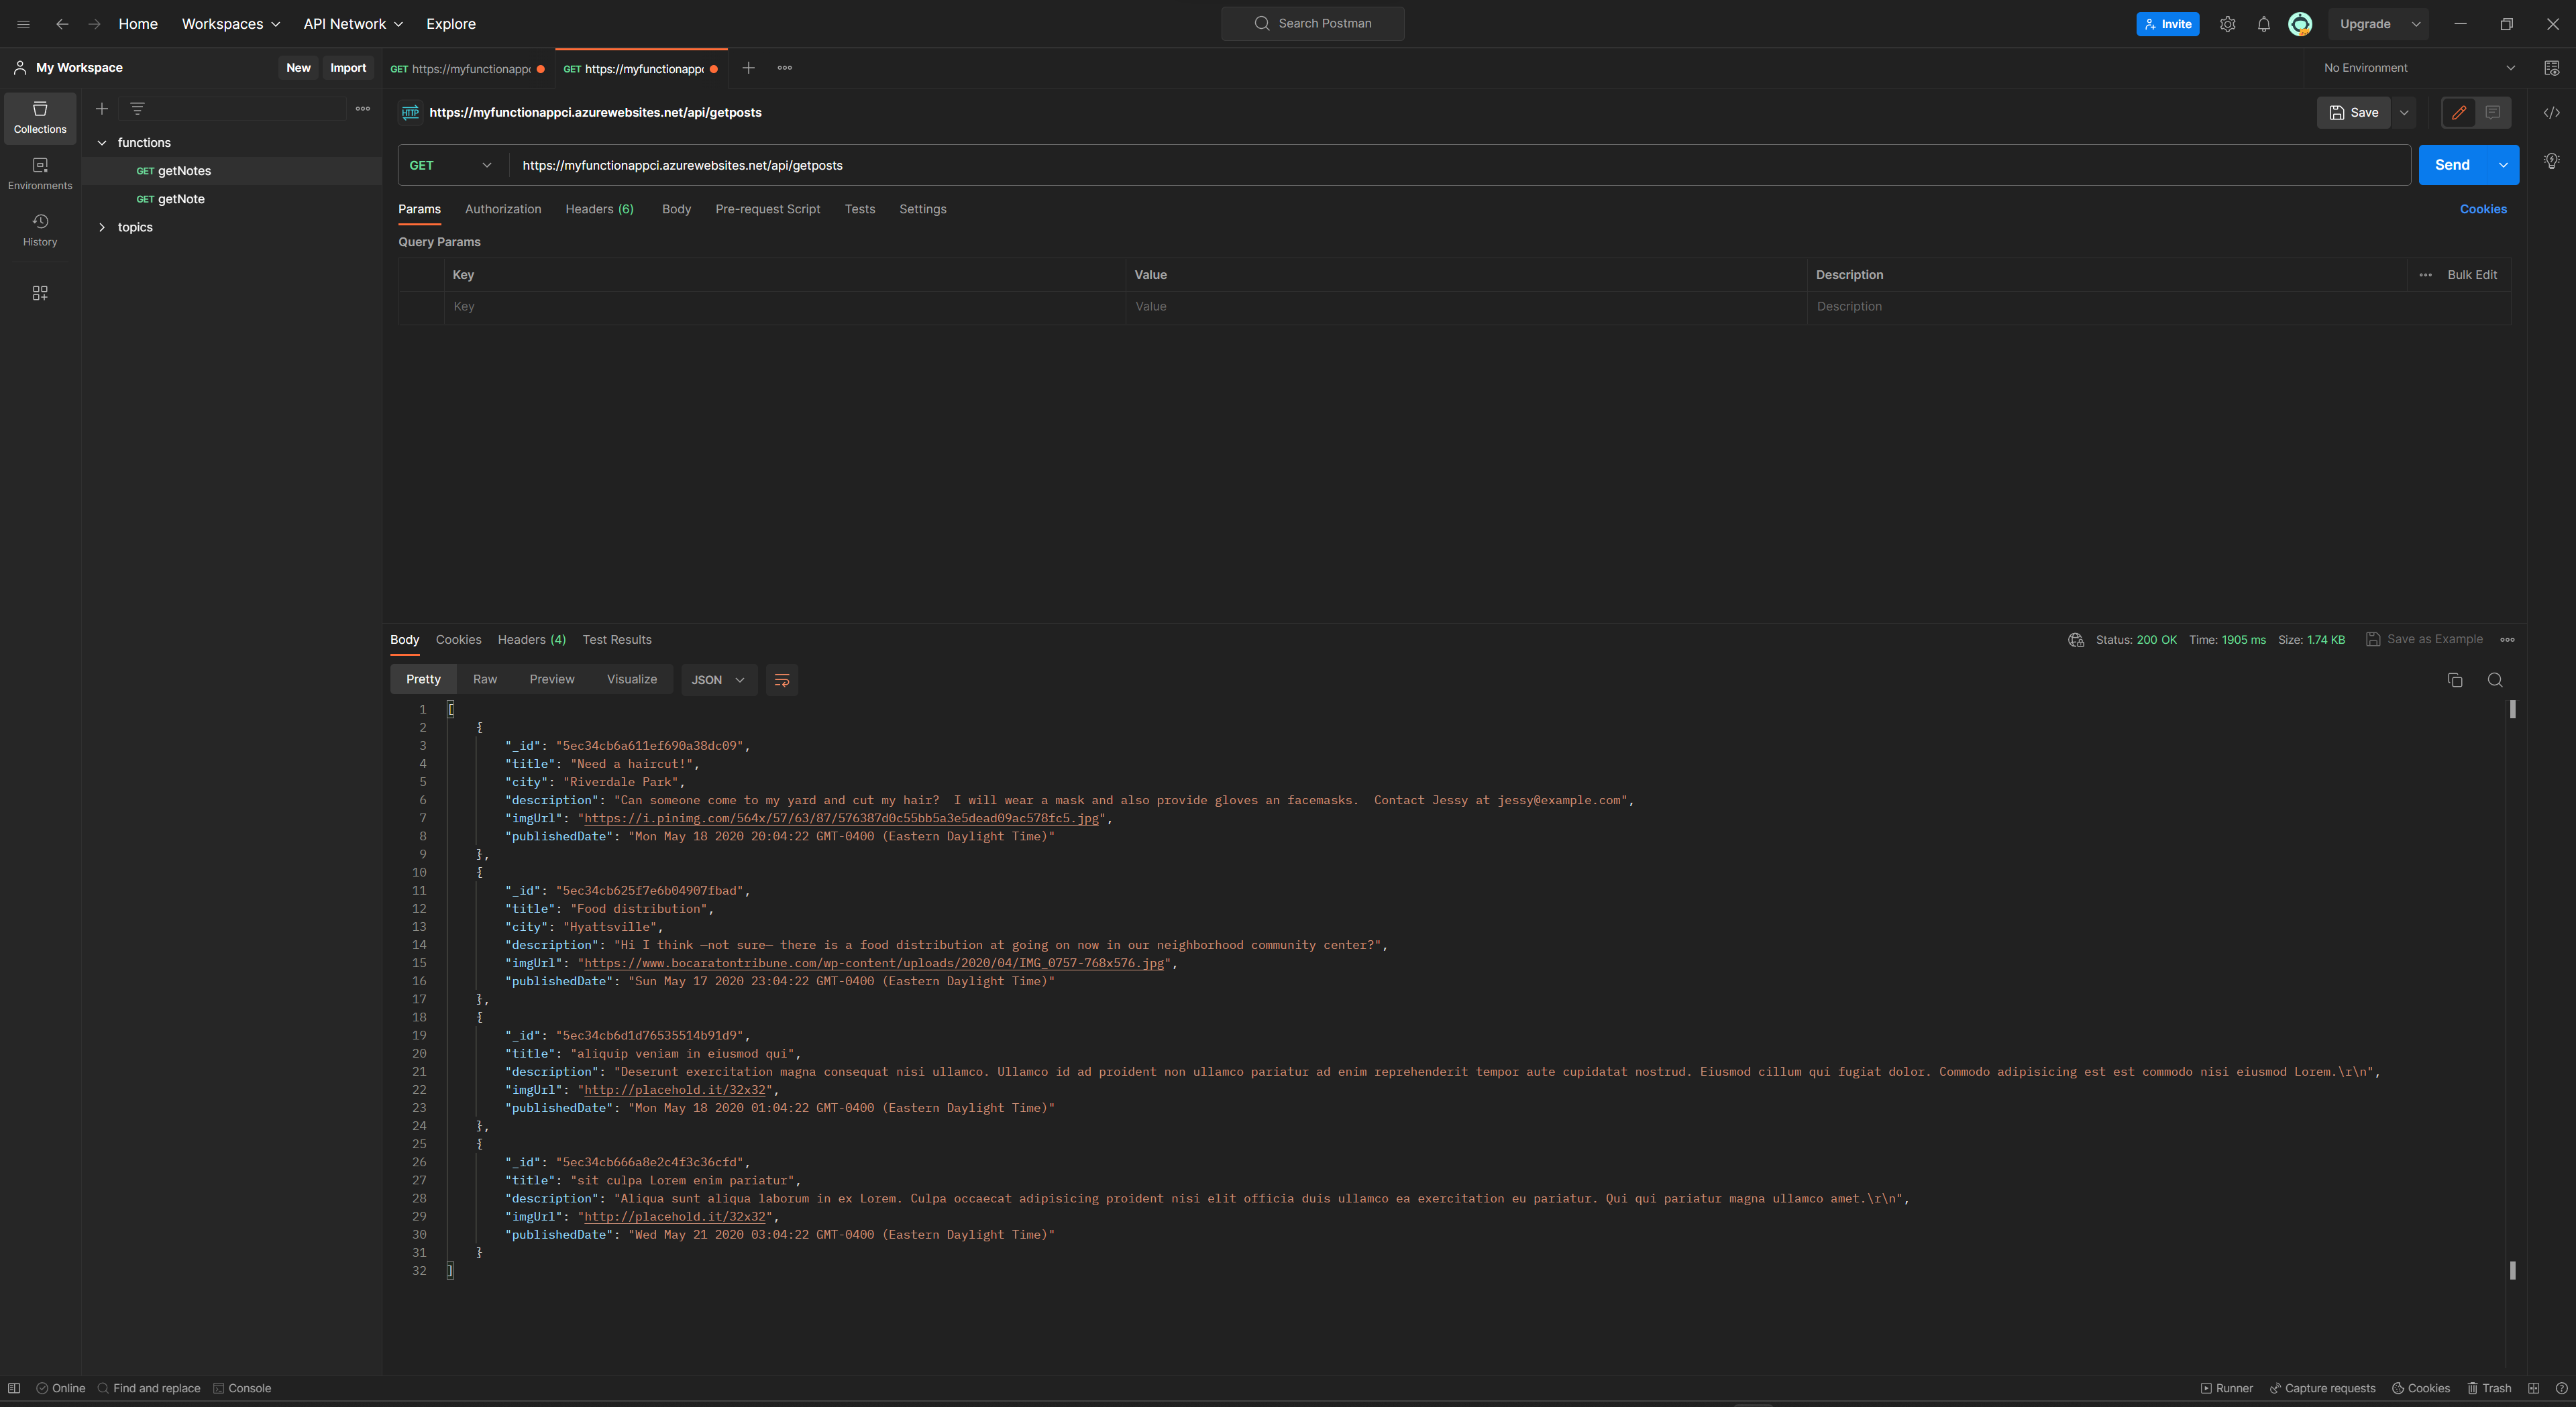 Home Workspaces API Network Explore Search Postman Invite Upgrade
My Workspace New Import GET https://myfunctionappc GET https://myfunctionappc No Environment
Collections
Environments
History
functions
GET getNotes
GET getNote
topics
HTTP https://myfunctionappci.azurewebsites.net/api/getposts Save
GET https://myfunctionappci.azurewebsites.net/api/getposts Send
Params Authorization Headers (6) Body Pre-request Script Tests Settings Cookies
Query Params
Key Value Description Bulk Edit
Key Value Description
Body Cookies Headers (4) Test Results Status: 200 OK Time: 1905 ms Size: 1.74 KB Save as Example
Pretty Raw Preview Visualize JSON
1 [
2 {
3 "_id": "5ec34cb6a611ef690a38dc09",
4 "title": "Need a haircut!",
5 "city": "Riverdale Park",
6 "description": "Can someone come to my yard and cut my hair?  I will wear a mask and also provide gloves an facemasks.  Contact Jessy at jessy@example.com",
7 "imgUrl": "https://i.pinimg.com/564x/57/63/87/576387d0c55bb5a3e5dead09ac578fc5.jpg",
8 "publishedDate": "Mon May 18 2020 20:04:22 GMT-0400 (Eastern Daylight Time)"
9 },
10 {
11 "_id": "5ec34cb625f7e6b04907fbad",
12 "title": "Food distribution",
13 "city": "Hyattsville",
14 "description": "Hi I think —not sure— there is a food distribution at going on now in our neighborhood community center?",
15 "imgUrl": "https://www.bocaratontribune.com/wp-content/uploads/2020/04/IMG_0757-768x576.jpg",
16 "publishedDate": "Sun May 17 2020 23:04:22 GMT-0400 (Eastern Daylight Time)"
17 },
18 {
19 "_id": "5ec34cb6d1d76535514b91d9",
20 "title": "aliquip veniam in eiusmod qui",
21 "description": "Deserunt exercitation magna consequat nisi ullamco. Ullamco id ad proident non ullamco pariatur ad enim reprehenderit tempor aute cupidatat nostrud. Eiusmod cillum qui fugiat dolor. Commodo adipisicing est est commodo nisi eiusmod Lorem.\r\n",
22 "imgUrl": "http://placehold.it/32x32",
23 "publishedDate": "Mon May 18 2020 01:04:22 GMT-0400 (Eastern Daylight Time)"
24 },
25 {
26 "_id": "5ec34cb666a8e2c4f3c36cfd",
27 "title": "sit culpa Lorem enim pariatur",
28 "description": "Aliqua sunt aliqua laborum in ex Lorem. Culpa occaecat adipisicing proident nisi elit officia duis ullamco ea exercitation eu pariatur. Qui qui pariatur magna ullamco amet.\r\n",
29 "imgUrl": "http://placehold.it/32x32",
30 "publishedDate": "Wed May 21 2020 03:04:22 GMT-0400 (Eastern Daylight Time)"
31 }
32 ]
Online Find and replace Console Runner Capture requests Cookies Trash